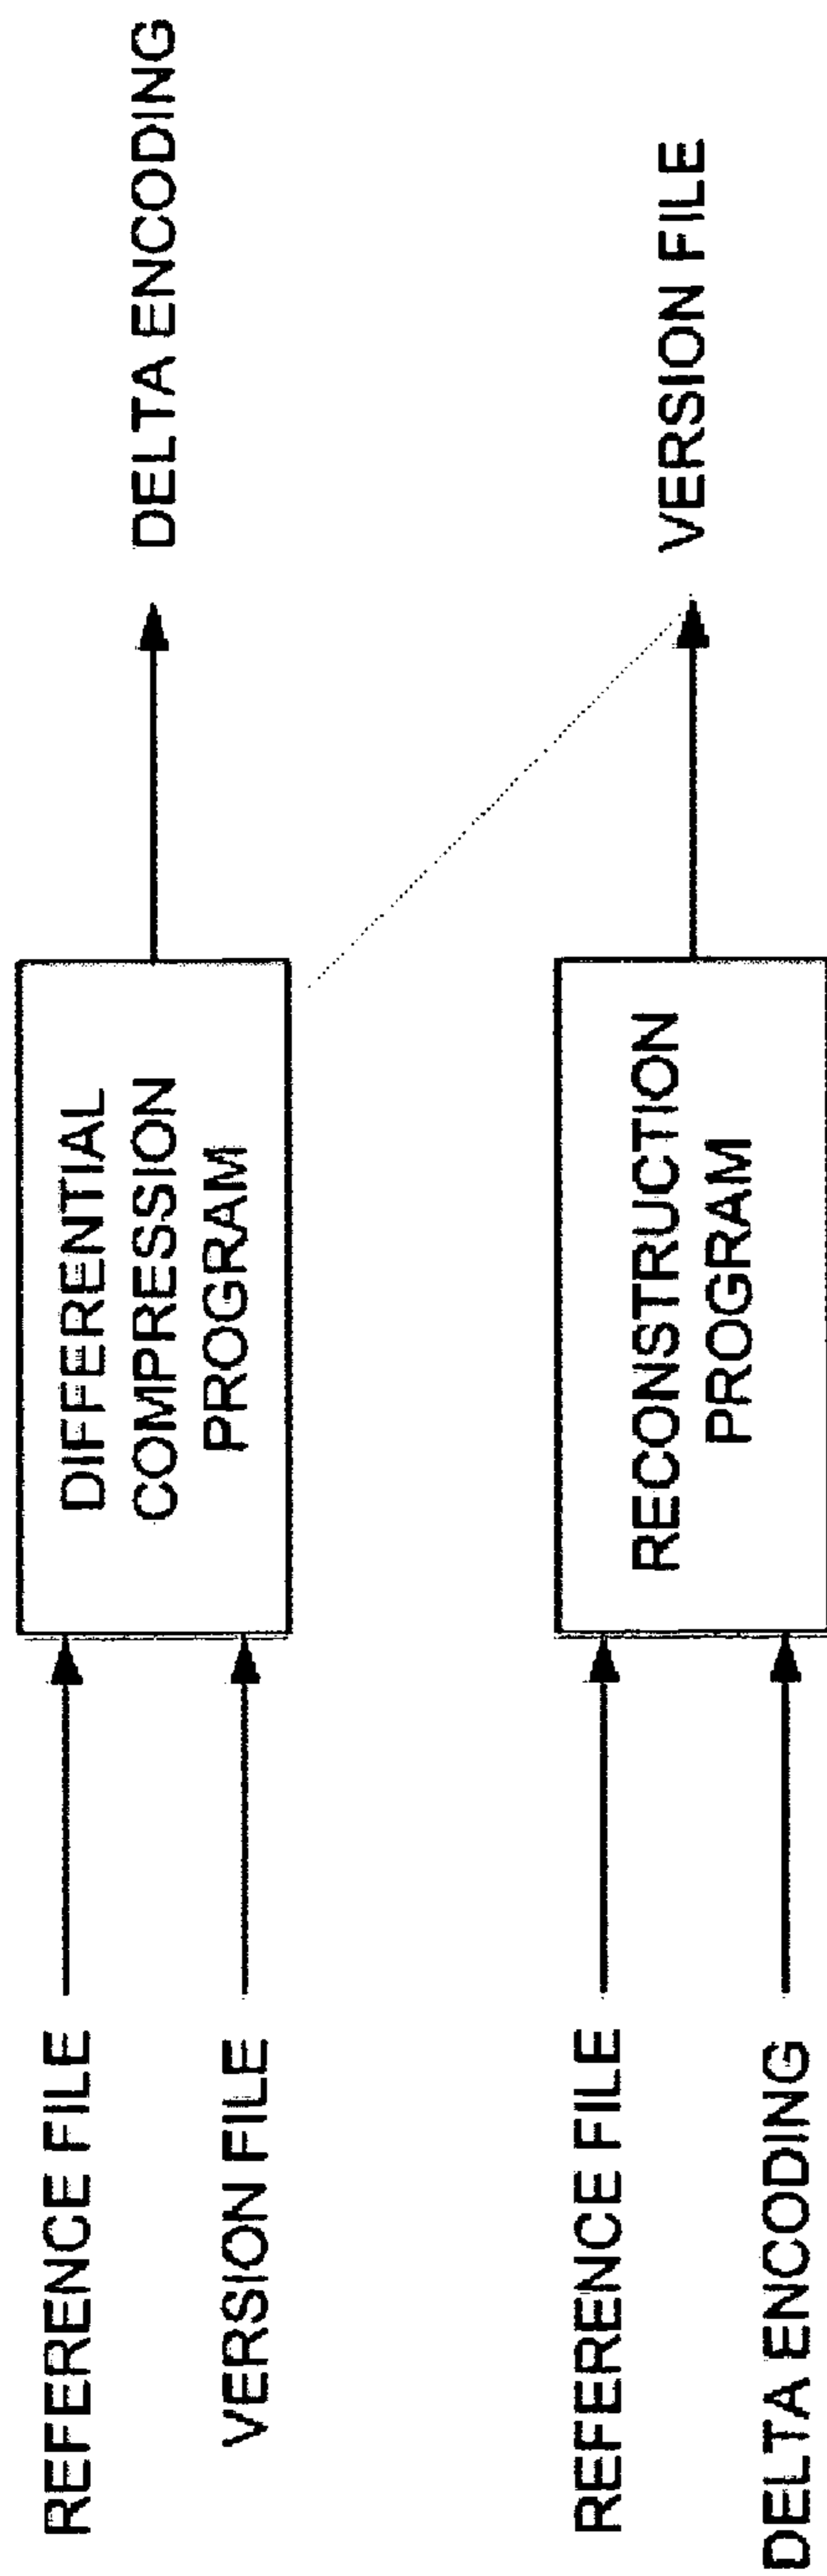 REFERENCE FILE
VERSION FILE
DIFFERENTIAL
COMPRESSION
PROGRAM
DELTA ENCODING
REFERENCE FILE
DELTA ENCODING
RECONSTRUCTION
PROGRAM
VERSION FILE